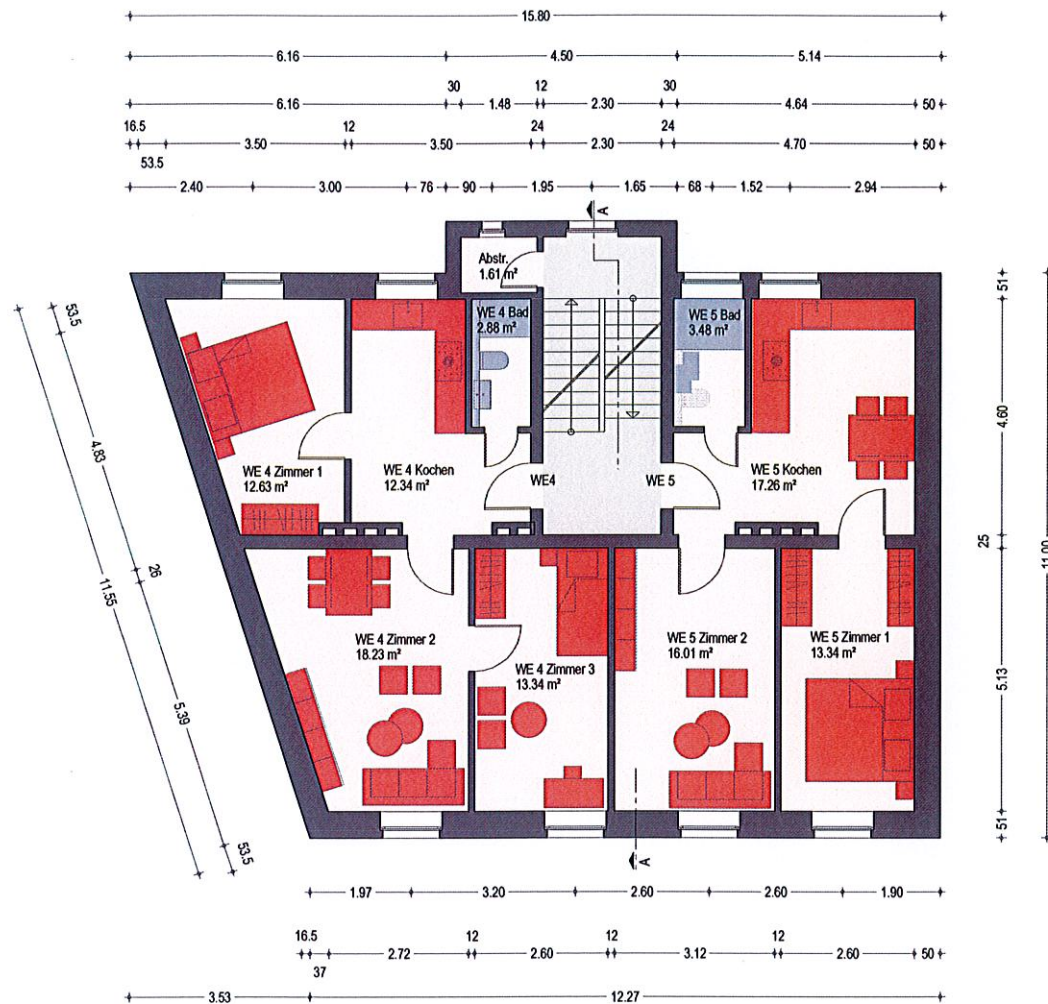 15.80
6.16 4.50 5.14
30 12 30
6.16 1.48 2.30 4.64 50
16.5 12 24 24
3.50 3.50 2.30 4.70 50
53.5
2.40 3.00 76 90 1.95 1.65 68 1.52 2.94
A
Abstr.
1.61 m²
WE 4 Bad
2.88 m²
WE 5 Bad
3.48 m²
WE 4 Zimmer 1
12.63 m²
WE 4 Kochen
12.34 m²
WE4
WE 5
WE 5 Kochen
17.26 m²
WE 4 Zimmer 2
18.23 m²
WE 4 Zimmer 3
13.34 m²
WE 5 Zimmer 2
16.01 m²
WE 5 Zimmer 1
13.34 m²
A
53.5
4.83
26
5.39
53.5
11.55
51
4.60
25
5.13
51
11.00
1.97 3.20 2.60 2.60 1.90
16.5 12 12 12
2.72 2.60 3.12 2.60 50
37
3.53 12.27